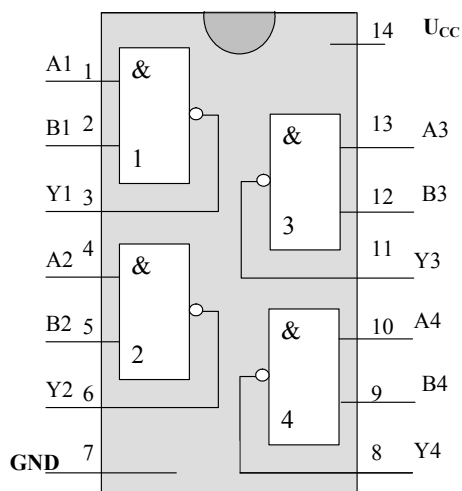 14 U_CC
A1 1 &
B1 2 13 A3
1 &
Y1 3 12 B3
3
4 11
A2 & Y3
B2 5 & 10 A4
2
Y2 6 9 B4
4
GND 7 8 Y4